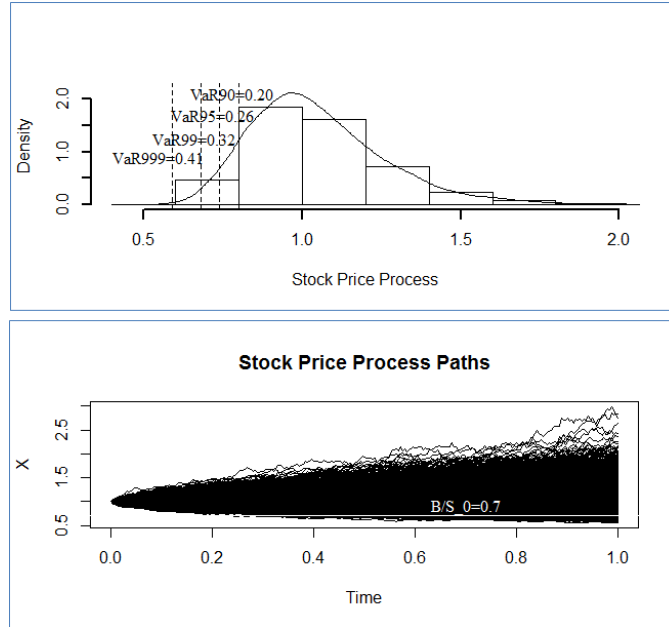 VaR90=0.20
VaR95=0.26
VaR99=0.32
VaR999=0.41
Density
0.0 1.0 2.0
0.5 1.0 1.5 2.0
Stock Price Process
Stock Price Process Paths
X
0.5 1.5 2.5
B/S_0=0.7
0.0 0.2 0.4 0.6 0.8 1.0
Time